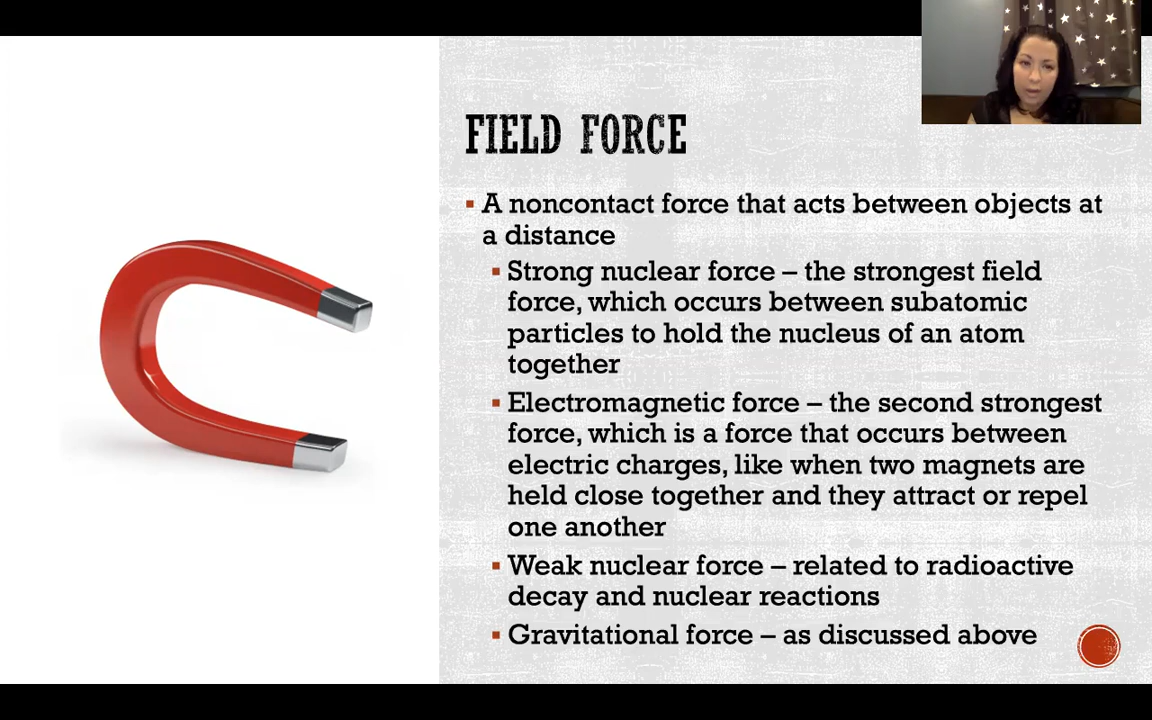 FIELD FORCE
A noncontact force that acts between objects at
a distance
Strong nuclear force – the strongest field
force, which occurs between subatomic
particles to hold the nucleus of an atom
together
Electromagnetic force – the second strongest
force, which is a force that occurs between
electric charges, like when two magnets are
held close together and they attract or repel
one another
Weak nuclear force – related to radioactive
decay and nuclear reactions
Gravitational force – as discussed above